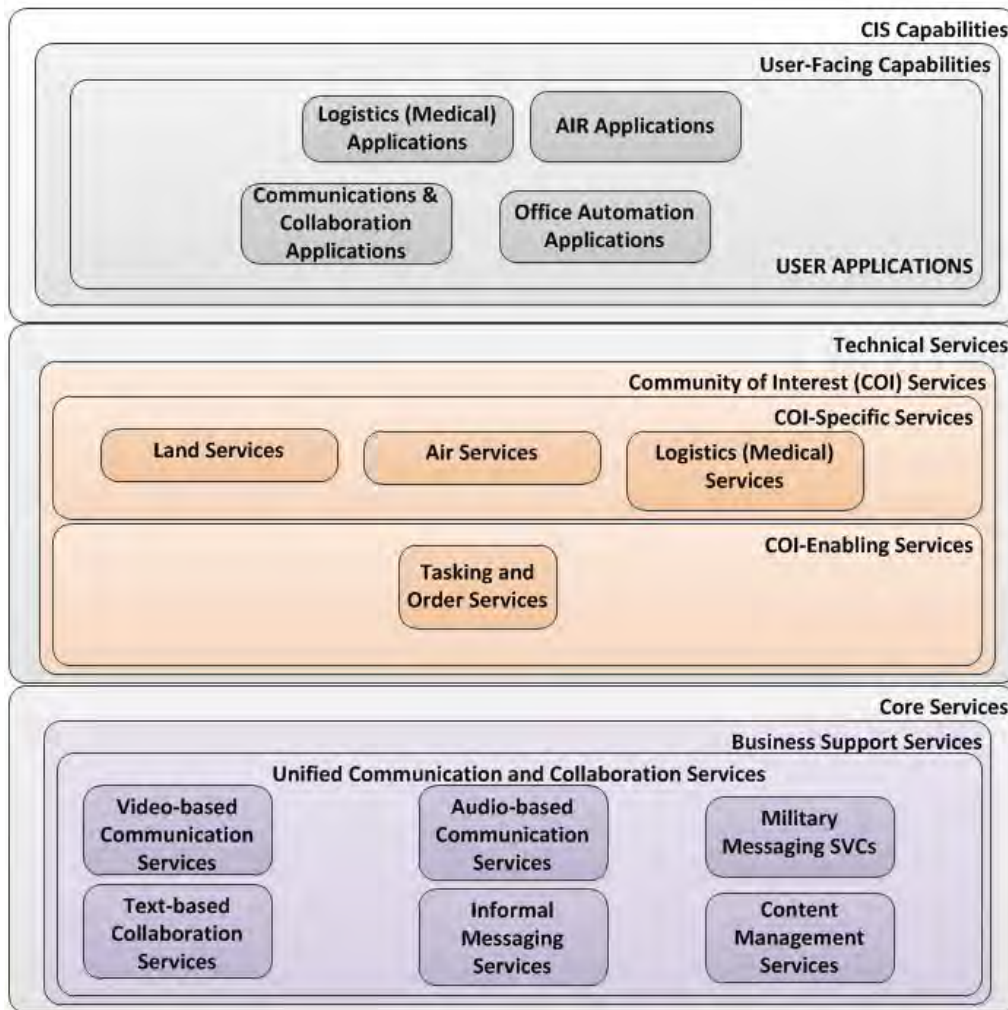 CIS Capabilities
User-Facing Capabilities
Logistics (Medical)
Applications
AIR Applications
Communications &
Collaboration
Applications
Office Automation
Applications
USER APPLICATIONS
Technical Services
Community of Interest (COI) Services
COI-Specific Services
Land Services
Air Services
Logistics (Medical)
Services
COI-Enabling Services
Tasking and
Order Services
Core Services
Business Support Services
Unified Communication and Collaboration Services
Video-based
Communication
Services
Audio-based
Communication
Services
Military
Messaging SVCs
Text-based
Collaboration
Services
Informal
Messaging
Services
Content
Management
Services